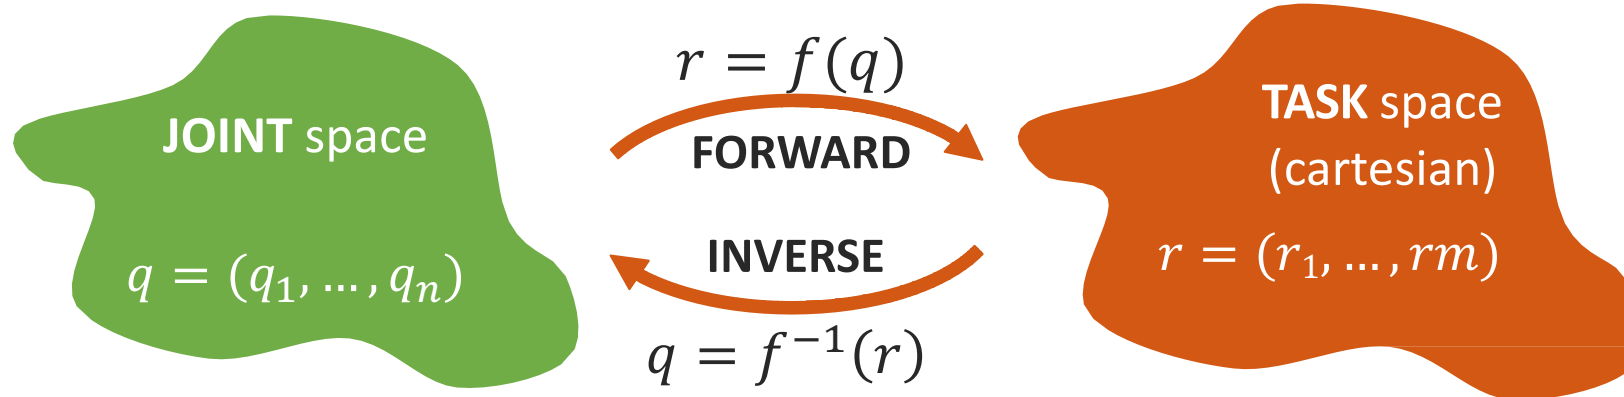 JOINT space
q = (q₁, ..., qₙ)
r = f(q)
FORWARD
INVERSE
q = f⁻¹(r)
TASK space
(cartesian)
r = (r₁, ..., rm)